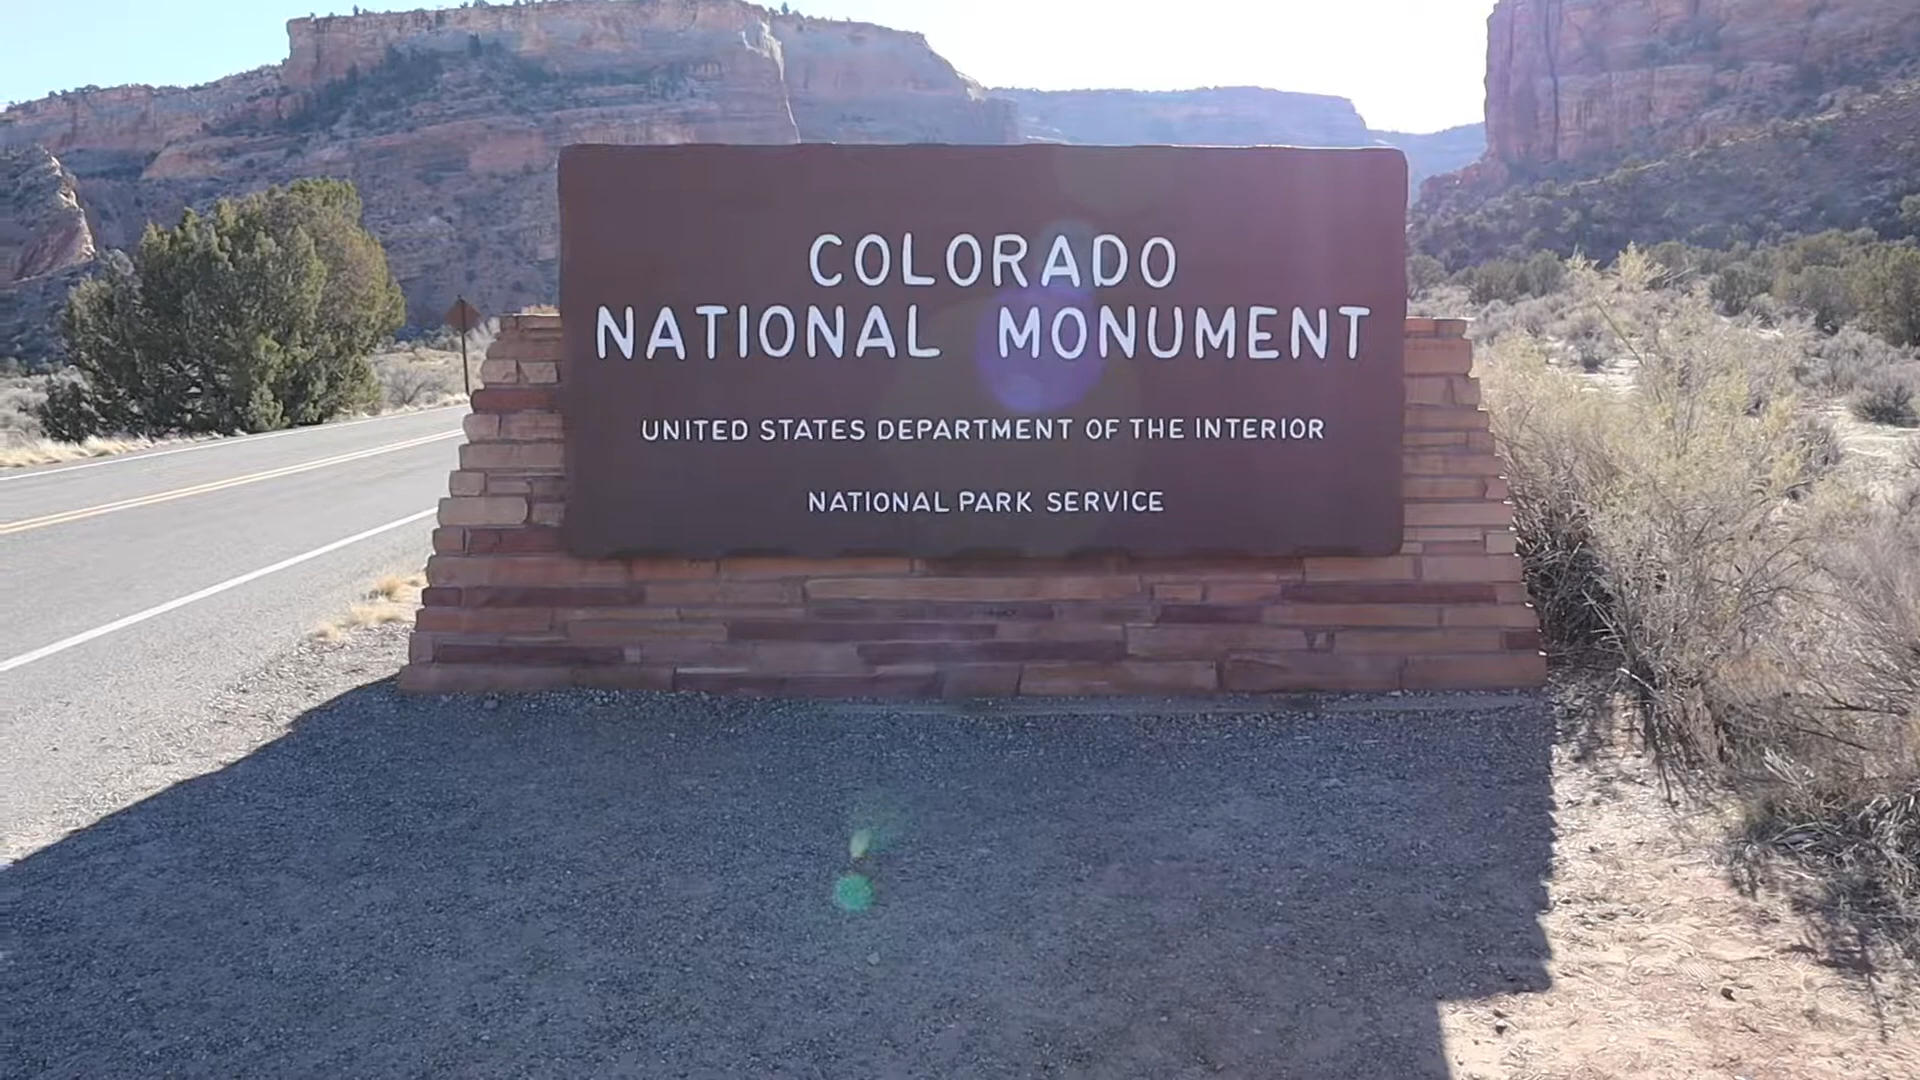 COLORADO
NATIONAL MONUMENT
UNITED STATES DEPARTMENT OF THE INTERIOR
NATIONAL PARK SERVICE